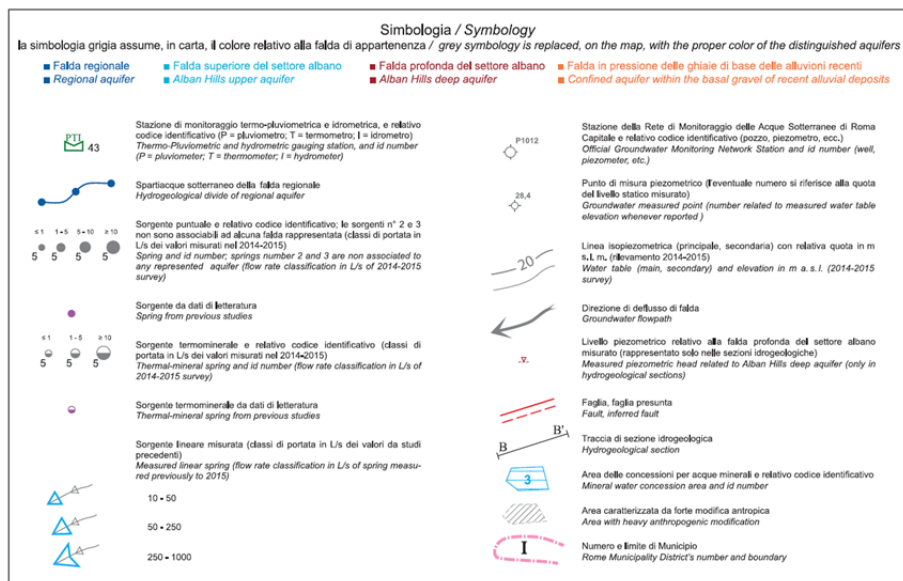 Simbologia / Symbology
la simbologia grigia assume, in carta, il colore relativo alla falda di appartenenza / grey symbology is replaced, on the map, with the proper color of the distinguished aquifers
Falda regionale
Regional aquifer
Falda superiore del settore albano
Alban Hills upper aquifer
Falda profonda del settore albano
Alban Hills deep aquifer
Falda in pressione delle ghiaie di base delle alluvioni recenti
Confined aquifer within the basal gravel of recent alluvial deposits
PTI
43
Stazione di monitoraggio termo-pluviometrica e idrometrica, e relativo
codice identificativo (P = pluviometro; T = termometro; I = idrometro)
Thermo-Pluviometric and hydrometric gauging station, and id number
(P = pluviometer; T = thermometer; I = hydrometer)
Spartiacque sotterraneo della falda regionale
Hydrogeological divide of regional aquifer
≤ 1 1 - 5 5 - 10 ≥ 10
5 5 5 5
Sorgente puntuale e relativo codice identificativo; le sorgenti n° 2 e 3
non sono associabili ad alcuna falda rappresentata (classi di portata in
L/s dei valori misurati nel 2014-2015)
Spring and id number; springs number 2 and 3 are non associated to
any represented aquifer (flow rate classification in L/s of 2014-2015
survey)
Sorgente da dati di letteratura
Spring from previous studies
≤ 1 1 - 5 ≥ 10
5 5 5
Sorgente termominerale e relativo codice identificativo (classi di
portata in L/s dei valori misurati nel 2014-2015)
Thermal-mineral spring and id number (flow rate classification in L/s of
2014-2015 survey)
Sorgente termominerale da dati di letteratura
Thermal-mineral spring from previous studies
Sorgente lineare misurata (classi di portata in L/s dei valori da studi
precedenti)
Measured linear spring (flow rate classification in L/s of spring measu-
red previously to 2015)
10 - 50
50 - 250
250 - 1000
P1012
Stazione della Rete di Monitoraggio delle Acque Sotterranee di Roma
Capitale e relativo codice identificativo (pozzo, piezometro, ecc.)
Official Groundwater Monitoring Network Station and id number (well,
piezometer, etc.)
28,4
Punto di misura piezometrico (l'eventuale numero si riferisce alla quota
del livello statico misurato)
Groundwater measured point (number related to measured water table
elevation whenever reported )
20
Linea isopiezometrica (principale, secondaria) con relativa quota in m
s.l.m. (rilevamento 2014-2015)
Water table (main, secondary) and elevation in m a.s.l. (2014-2015
survey)
Direzione di deflusso di falda
Groundwater flowpath
Livello piezometrico relativo alla falda profonda del settore albano
misurato (rappresentato solo nelle sezioni idrogeologiche)
Measured piezometric head related to Alban Hills deep aquifer (only in
hydrogeological sections)
Faglia, faglia presunta
Fault, inferred fault
B B'
Traccia di sezione idrogeologica
Hydrogeological section
3
Area delle concessioni per acque minerali e relativo codice identificativo
Mineral water concession area and id number
Area caratterizzata da forte modifica antropica
Area with heavy anthropogenic modification
I
Numero e limite di Municipio
Rome Municipality District's number and boundary